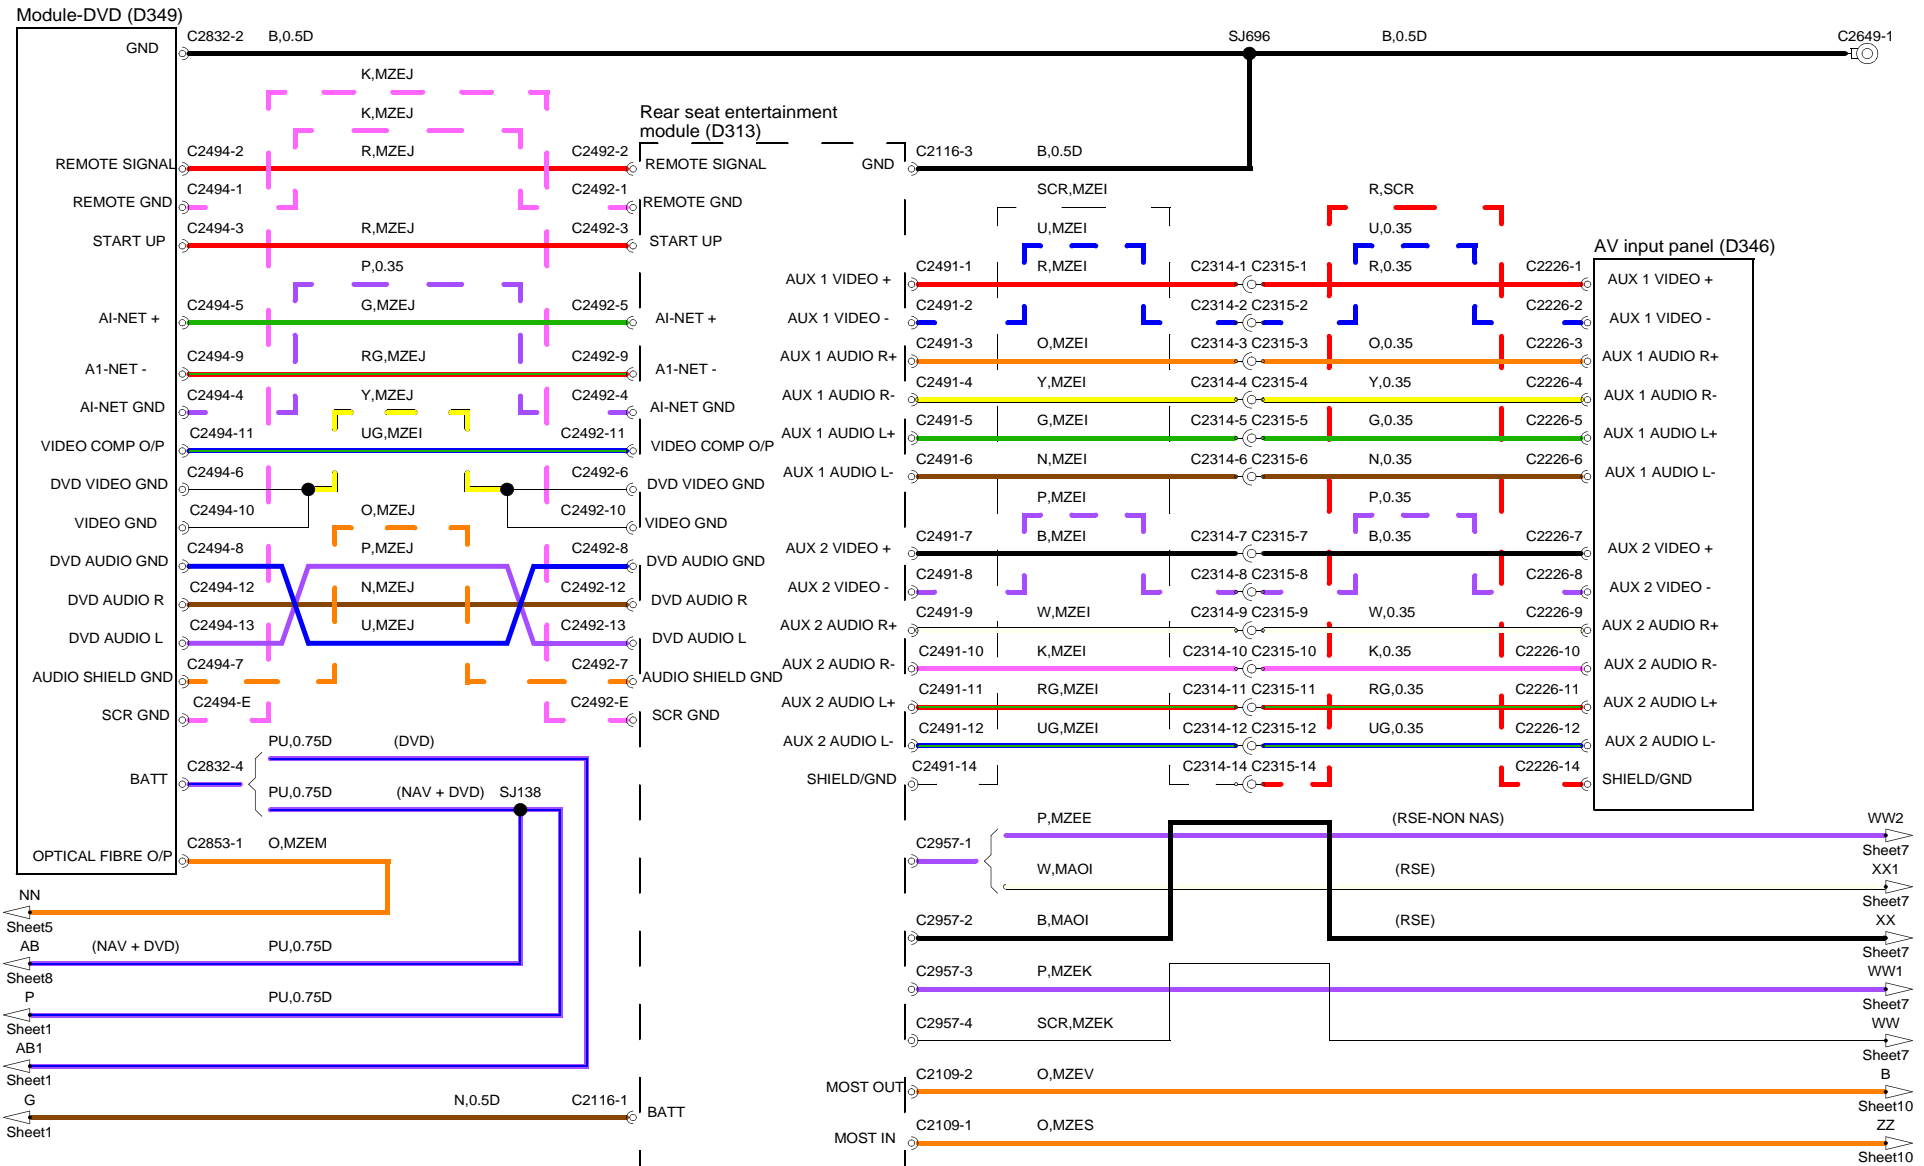 Module-DVD (D349)
GND
C2832-2 B,0.5D
SJ696
B,0.5D
C2649-1
K,MZEJ
K,MZEJ
Rear seat entertainment
module (D313)
REMOTE SIGNAL C2494-2 R,MZEJ C2492-2 REMOTE SIGNAL
REMOTE GND C2494-1 C2492-1 REMOTE GND
START UP C2494-3 R,MZEJ C2492-3 START UP
P,0.35
AI-NET + C2494-5 G,MZEJ C2492-5 AI-NET +
A1-NET - C2494-9 RG,MZEJ C2492-9 A1-NET -
AI-NET GND C2494-4 Y,MZEJ C2492-4 AI-NET GND
VIDEO COMP O/P C2494-11 UG,MZEI C2492-11 VIDEO COMP O/P
DVD VIDEO GND C2494-6 C2492-6 DVD VIDEO GND
VIDEO GND C2494-10 O,MZEJ C2492-10 VIDEO GND
DVD AUDIO GND C2494-8 P,MZEJ C2492-8 DVD AUDIO GND
DVD AUDIO R C2494-12 N,MZEJ C2492-12 DVD AUDIO R
DVD AUDIO L C2494-13 U,MZEJ C2492-13 DVD AUDIO L
AUDIO SHIELD GND C2494-7 C2492-7 AUDIO SHIELD GND
SCR GND C2494-E C2492-E SCR GND
PU,0.75D (DVD)
BATT C2832-4
PU,0.75D (NAV + DVD) SJ138
OPTICAL FIBRE O/P C2853-1 O,MZEM
NN
Sheet5
AB (NAV + DVD) PU,0.75D
Sheet8
P PU,0.75D
Sheet1
AB1
Sheet1
G N,0.5D C2116-1 BATT
Sheet1
GND C2116-3 B,0.5D
SCR,MZEI R,SCR
U,MZEI U,0.35
AV input panel (D346)
AUX 1 VIDEO + C2491-1 R,MZEI C2314-1 C2315-1 R,0.35 C2226-1 AUX 1 VIDEO +
AUX 1 VIDEO - C2491-2 C2314-2 C2315-2 C2226-2 AUX 1 VIDEO -
AUX 1 AUDIO R+ C2491-3 O,MZEI C2314-3 C2315-3 O,0.35 C2226-3 AUX 1 AUDIO R+
AUX 1 AUDIO R- C2491-4 Y,MZEI C2314-4 C2315-4 Y,0.35 C2226-4 AUX 1 AUDIO R-
AUX 1 AUDIO L+ C2491-5 G,MZEI C2314-5 C2315-5 G,0.35 C2226-5 AUX 1 AUDIO L+
AUX 1 AUDIO L- C2491-6 N,MZEI C2314-6 C2315-6 N,0.35 C2226-6 AUX 1 AUDIO L-
P,MZEI P,0.35
AUX 2 VIDEO + C2491-7 B,MZEI C2314-7 C2315-7 B,0.35 C2226-7 AUX 2 VIDEO +
AUX 2 VIDEO - C2491-8 C2314-8 C2315-8 C2226-8 AUX 2 VIDEO -
AUX 2 AUDIO R+ C2491-9 W,MZEI C2314-9 C2315-9 W,0.35 C2226-9 AUX 2 AUDIO R+
AUX 2 AUDIO R- C2491-10 K,MZEI C2314-10 C2315-10 K,0.35 C2226-10 AUX 2 AUDIO R-
AUX 2 AUDIO L+ C2491-11 RG,MZEI C2314-11 C2315-11 RG,0.35 C2226-11 AUX 2 AUDIO L+
AUX 2 AUDIO L- C2491-12 UG,MZEI C2314-12 C2315-12 UG,0.35 C2226-12 AUX 2 AUDIO L-
SHIELD/GND C2491-14 C2314-14 C2315-14 C2226-14 SHIELD/GND
P,MZEE (RSE-NON NAS) WW2
C2957-1 Sheet7
W,MAOI (RSE) XX1
Sheet7
C2957-2 B,MAOI (RSE) XX
Sheet7
C2957-3 P,MZEK WW1
Sheet7
C2957-4 SCR,MZEK WW
Sheet7
MOST OUT C2109-2 O,MZEV B
Sheet10
MOST IN C2109-1 O,MZES ZZ
Sheet10